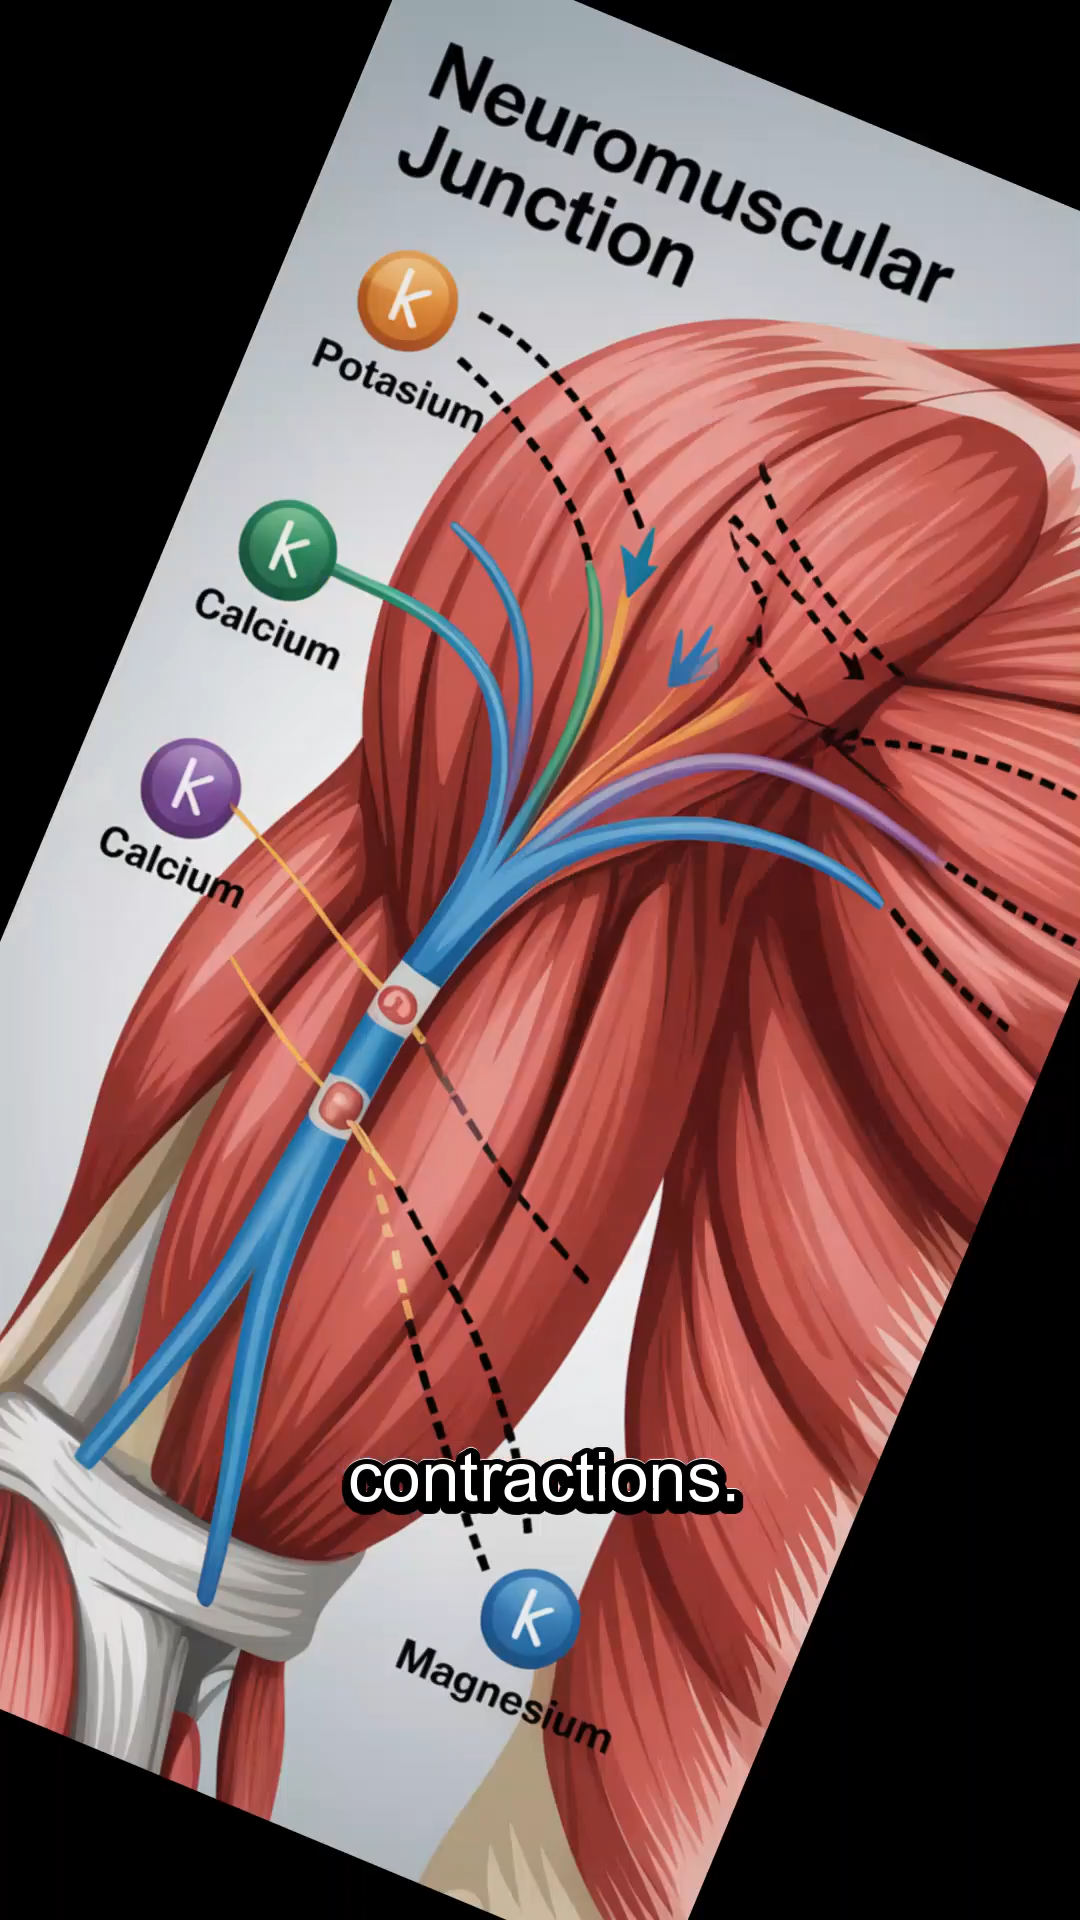 Neuromuscular
Junction
k
Potasium
k
Calcium
k
Calcium
contractions.
k
Magnesium